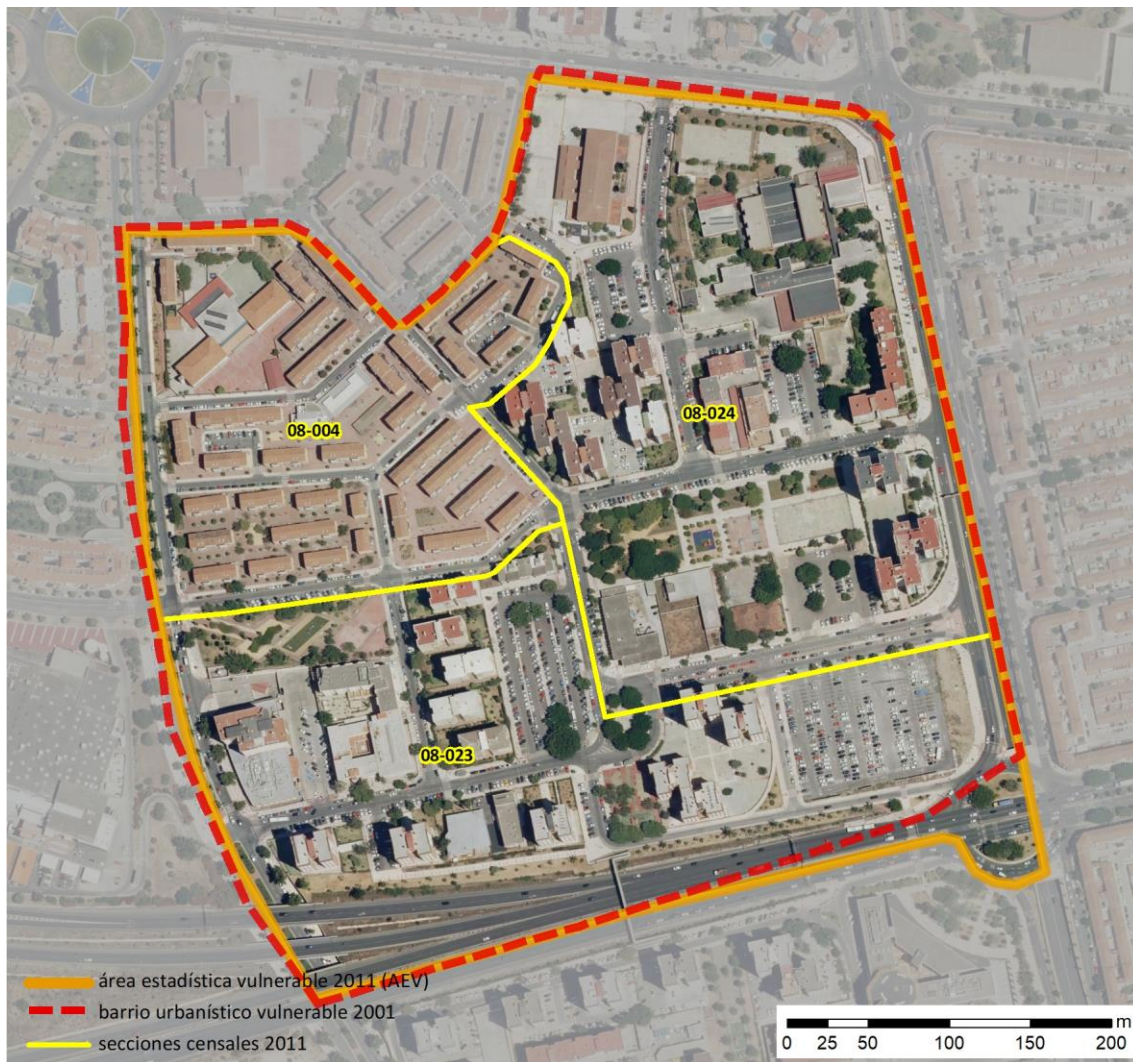 08-004
08-024
08-023
área estadística vulnerable 2011 (AEV)
barrio urbanístico vulnerable 2001
secciones censales 2011
m
0 25 50 100 150 200